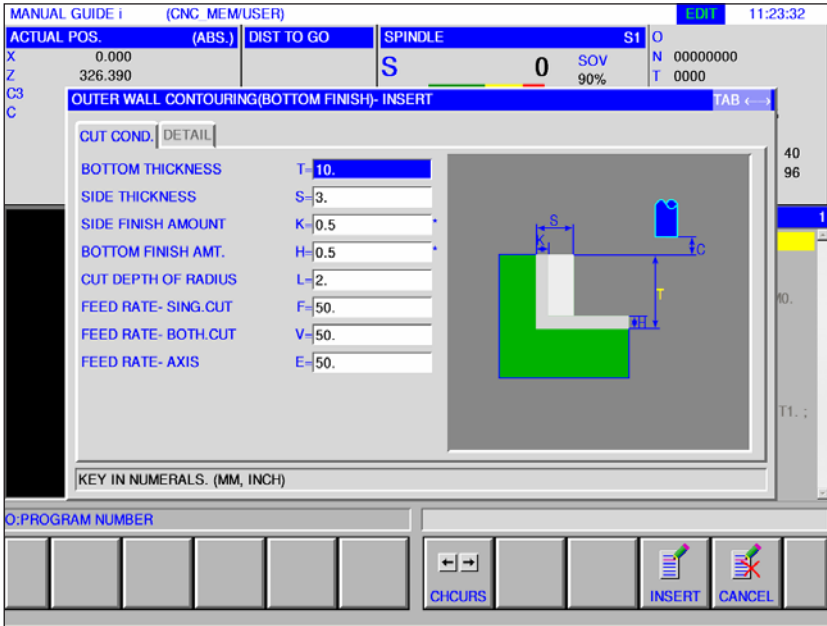 MANUAL GUIDE i (CNC_MEM/USER) EDIT 11:23:32
ACTUAL POS. (ABS.) DIST TO GO SPINDLE S1 O
X 0.000 N 00000000
Z 326.390 S 0 SOV 90% T 0000
C3
C
OUTER WALL CONTOURING(BOTTOM FINISH)- INSERT TAB ←→
CUT COND. DETAIL
BOTTOM THICKNESS T= 10.
SIDE THICKNESS S= 3.
SIDE FINISH AMOUNT K= 0.5 *
BOTTOM FINISH AMT. H= 0.5 *
CUT DEPTH OF RADIUS L= 2.
FEED RATE- SING.CUT F= 50.
FEED RATE- BOTH.CUT V= 50.
FEED RATE- AXIS E= 50.
S
K
C
T
H
40
96
1
M0.
T1. ;
KEY IN NUMERALS. (MM, INCH)
O:PROGRAM NUMBER
CHCURS INSERT CANCEL